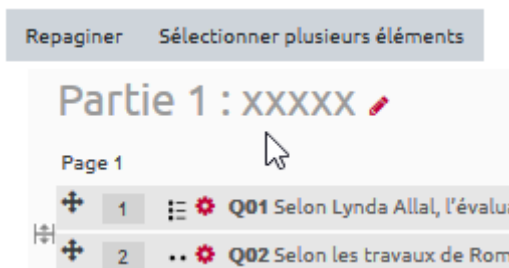 Repaginer Sélectionner plusieurs éléments
Partie 1 : xxxxx
Page 1
1 Q01 Selon Lynda Allal, l'évalua
2 Q02 Selon les travaux de Rom